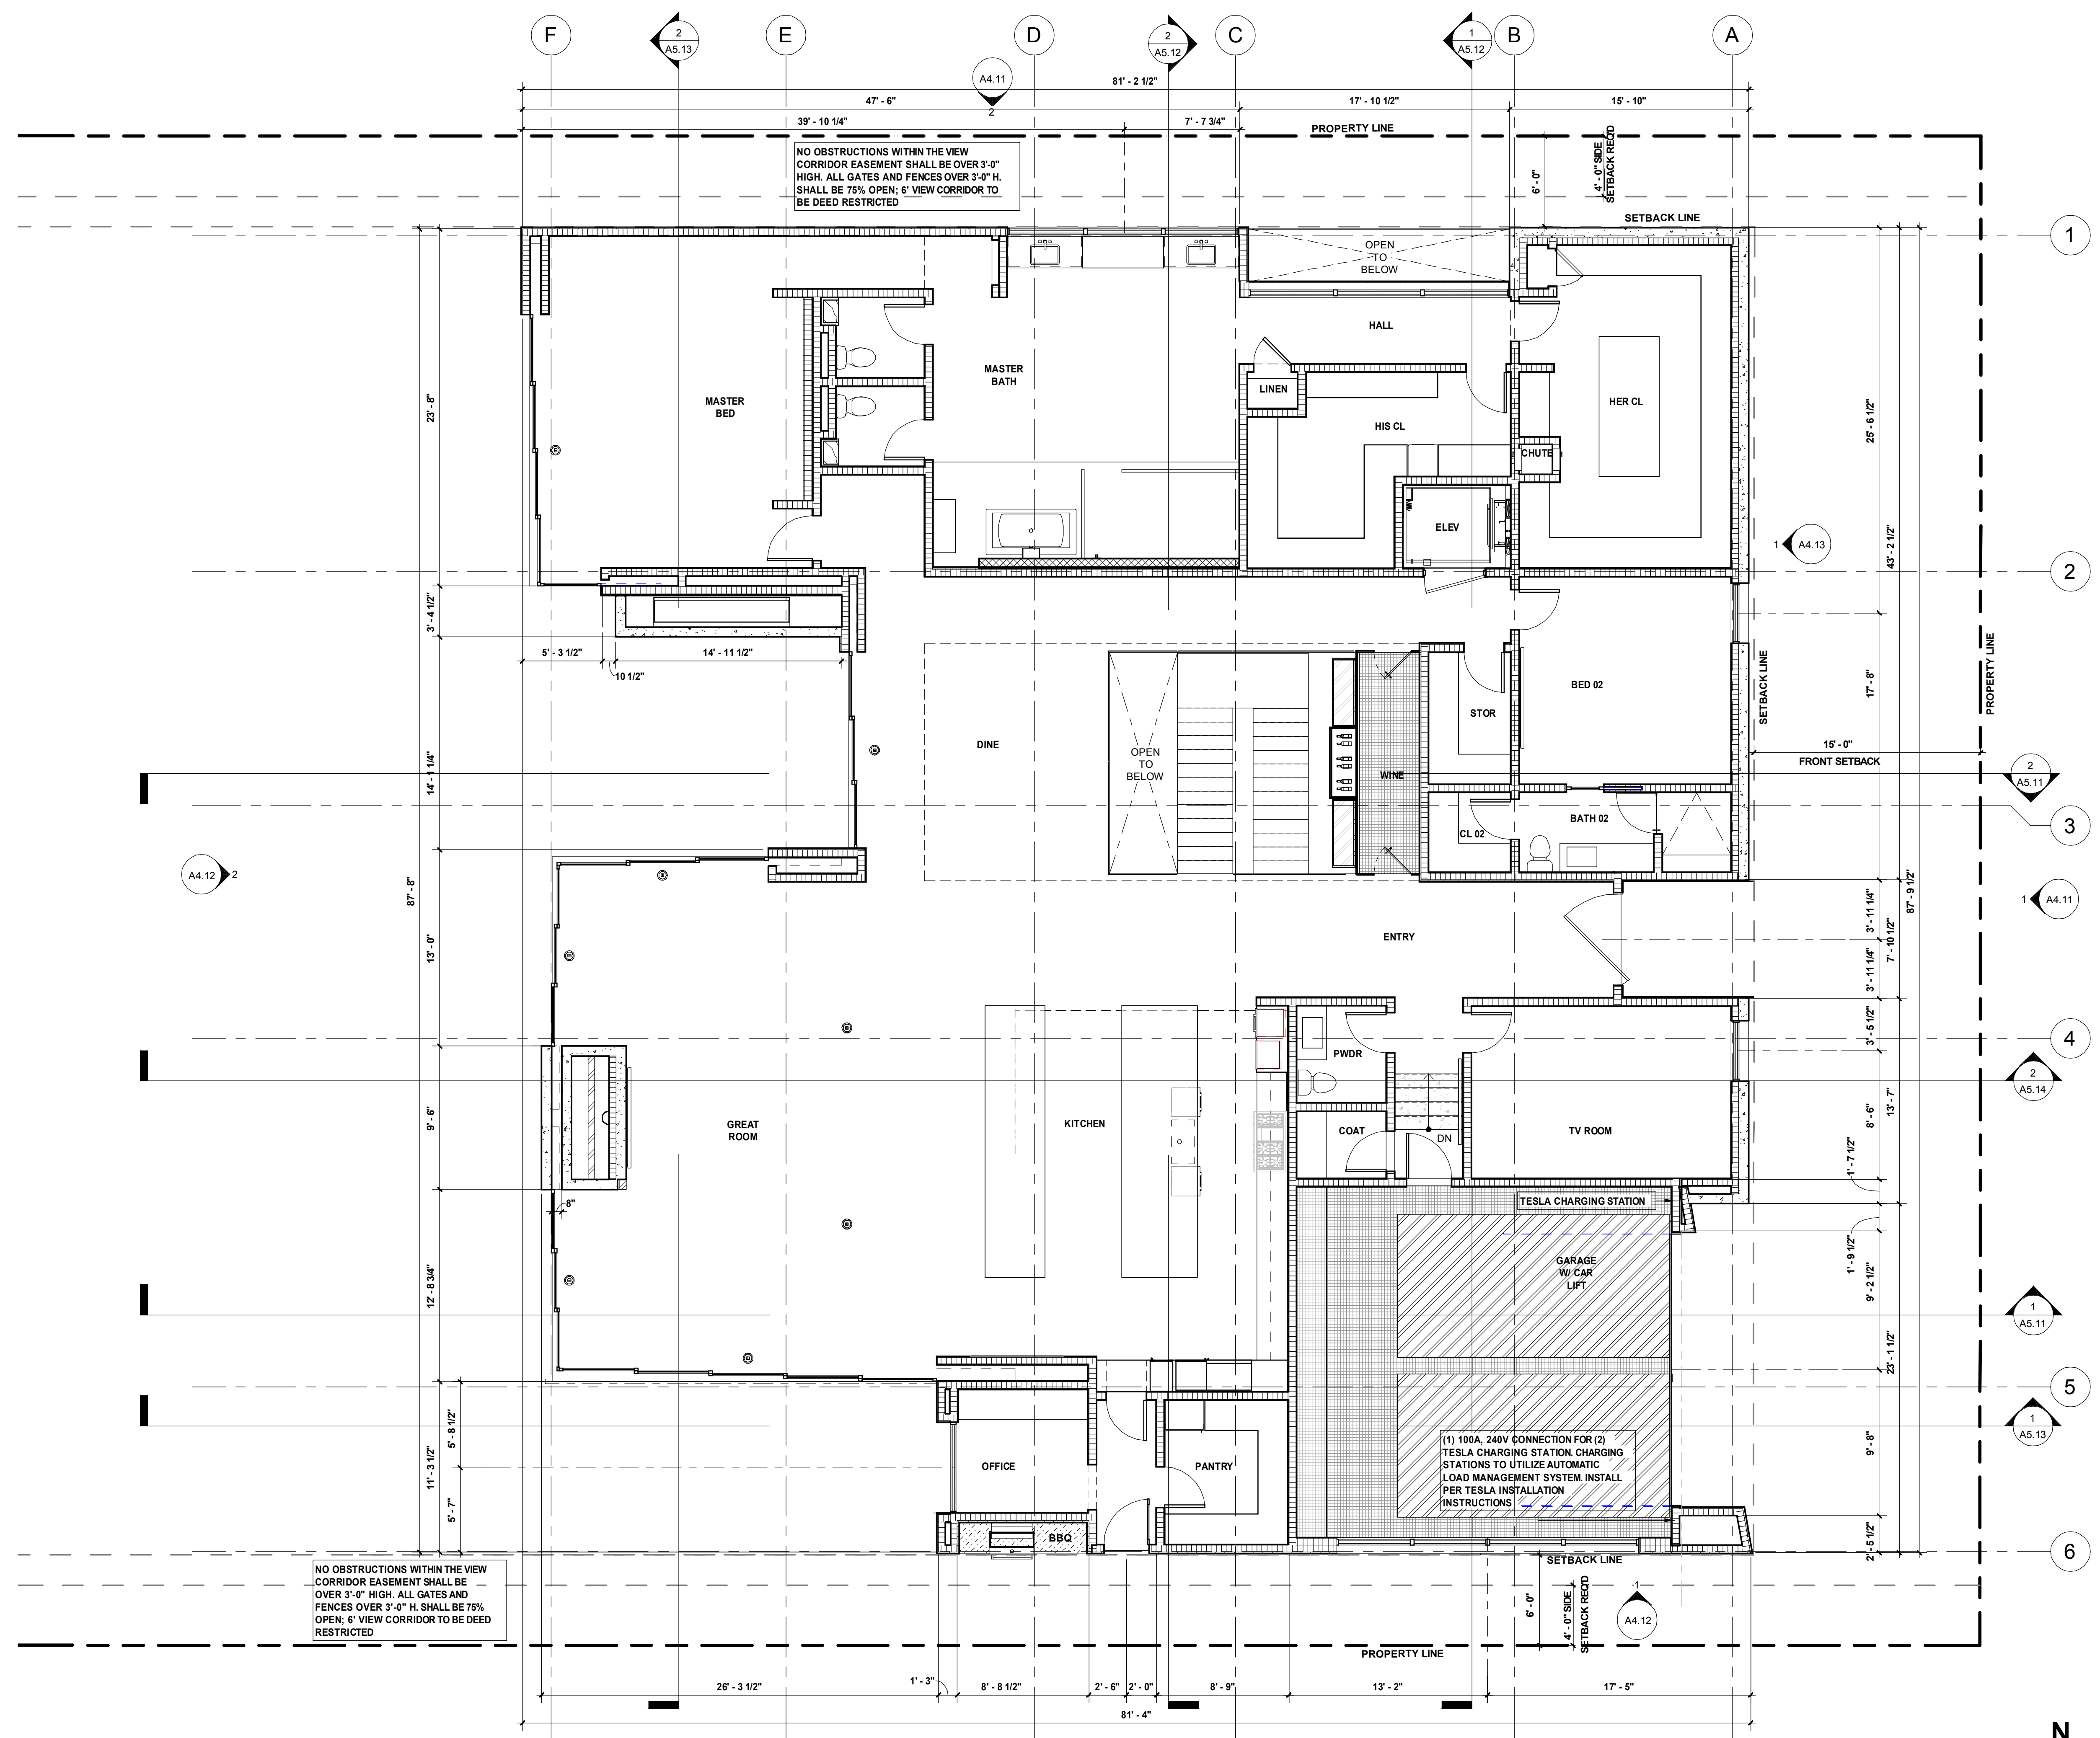 F
2
A5.13
E
D
2
A5.12
C
1
A5.12
B
A
A4.11
2
81' - 2 1/2"
47' - 6"
17' - 10 1/2"
15' - 10"
39' - 10 1/4"
7' - 7 3/4"
PROPERTY LINE
NO OBSTRUCTIONS WITHIN THE VIEW
CORRIDOR EASEMENT SHALL BE OVER 3'-0"
HIGH. ALL GATES AND FENCES OVER 3'-0" H.
SHALL BE 75% OPEN; 6' VIEW CORRIDOR TO
BE DEED RESTRICTED
6' - 0"
4' - 0" SIDE
SETBACK REQ'D
SETBACK LINE
1
OPEN
TO
BELOW
HALL
MASTER
BATH
MASTER
BED
LINEN
HIS CL
HER CL
CHUTE
ELEV
23' - 8"
25' - 6 1/2"
43' - 2 1/2"
1
A4.13
2
3' - 4 1/2"
5' - 3 1/2"
14' - 11 1/2"
10 1/2"
BED 02
STOR
DINE
OPEN
TO
BELOW
WINE
17' - 8"
SETBACK LINE
PROPERTY LINE
15' - 0"
FRONT SETBACK
2
A5.11
14' - 1 1/4"
BATH 02
CL 02
3
A4.12
2
87' - 8"
87' - 9 1/2"
3' - 11 1/4"
1
A4.11
ENTRY
13' - 0"
3' - 11 1/4"
7' - 10 1/2"
3' - 5 1/2"
4
PWDR
2
A5.14
GREAT
ROOM
KITCHEN
COAT
DN
TV ROOM
9' - 6"
8' - 6"
13' - 7"
1' - 7 1/2"
8"
TESLA CHARGING STATION
GARAGE
W/ CAR
LIFT
1' - 9 1/2"
9' - 2 1/2"
12' - 8 3/4"
1
A5.11
23' - 1 1/2"
5
1
A5.13
5' - 8 1/2"
11' - 3 1/2"
OFFICE
PANTRY
(1) 100A, 240V CONNECTION FOR (2)
TESLA CHARGING STATION. CHARGING
STATIONS TO UTILIZE AUTOMATIC
LOAD MANAGEMENT SYSTEM. INSTALL
PER TESLA INSTALLATION
INSTRUCTIONS
9' - 8"
5' - 7"
BBQ
2' - 5 1/2"
6
SETBACK LINE
NO OBSTRUCTIONS WITHIN THE VIEW
CORRIDOR EASEMENT SHALL BE
OVER 3'-0" HIGH. ALL GATES AND
FENCES OVER 3'-0" H. SHALL BE 75%
OPEN; 6' VIEW CORRIDOR TO BE DEED
RESTRICTED
6' - 0"
4' - 0" SIDE
SETBACK REQ'D
1
A4.12
PROPERTY LINE
26' - 3 1/2"
1' - 3"
8' - 8 1/2"
2' - 6"
2' - 0"
8' - 9"
13' - 2"
17' - 5"
81' - 4"
N